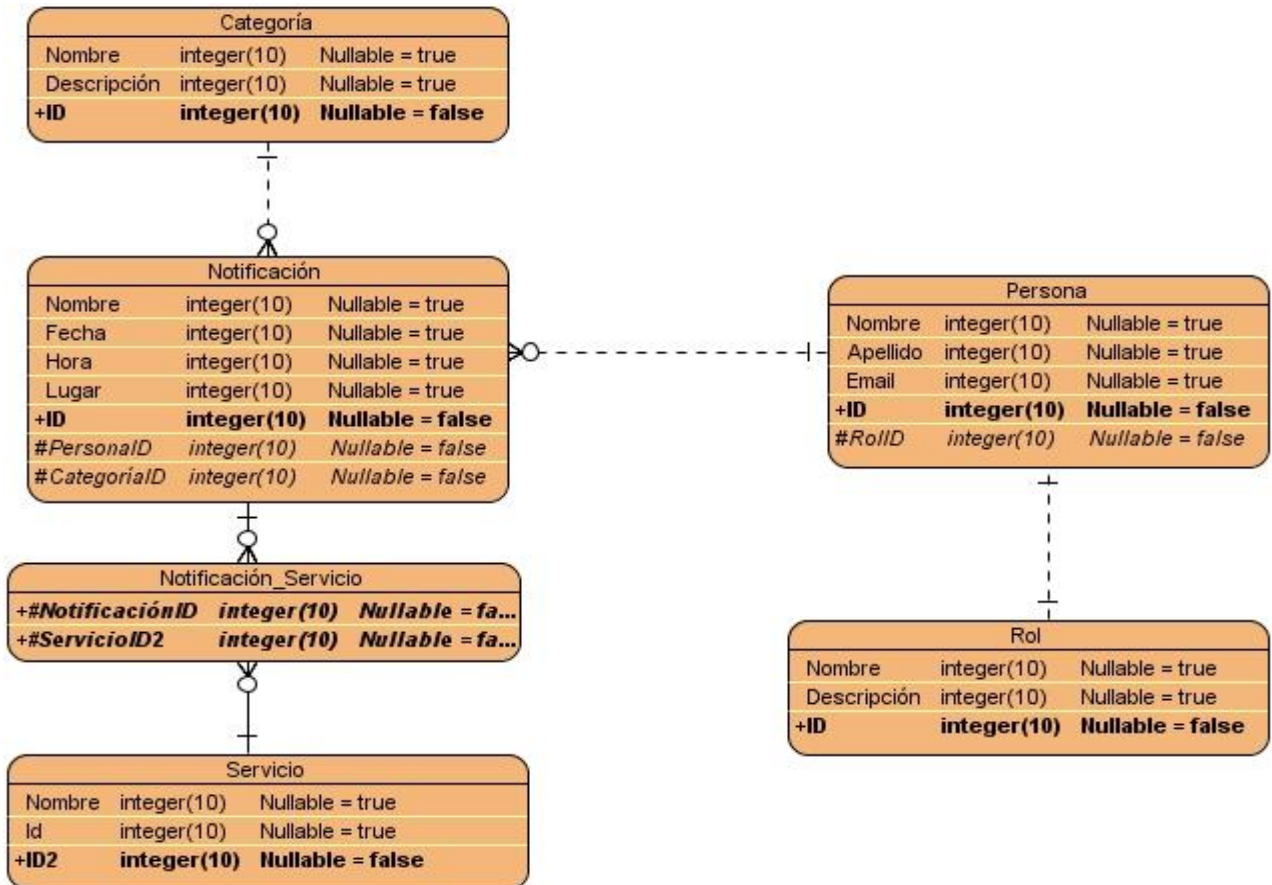 Categoría
Nombre integer(10) Nullable = true
Descripción integer(10) Nullable = true
+ID integer(10) Nullable = false
Notificación
Nombre integer(10) Nullable = true
Fecha integer(10) Nullable = true
Hora integer(10) Nullable = true
Lugar integer(10) Nullable = true
+ID integer(10) Nullable = false
#PersonaID integer(10) Nullable = false
#CategoríaID integer(10) Nullable = false
Persona
Nombre integer(10) Nullable = true
Apellido integer(10) Nullable = true
Email integer(10) Nullable = true
+ID integer(10) Nullable = false
#RolID integer(10) Nullable = false
Notificación_Servicio
+#NotificaciónID integer(10) Nullable = fa...
+#ServicioID2 integer(10) Nullable = fa...
Rol
Nombre integer(10) Nullable = true
Descripción integer(10) Nullable = true
+ID integer(10) Nullable = false
Servicio
Nombre integer(10) Nullable = true
Id integer(10) Nullable = true
+ID2 integer(10) Nullable = false